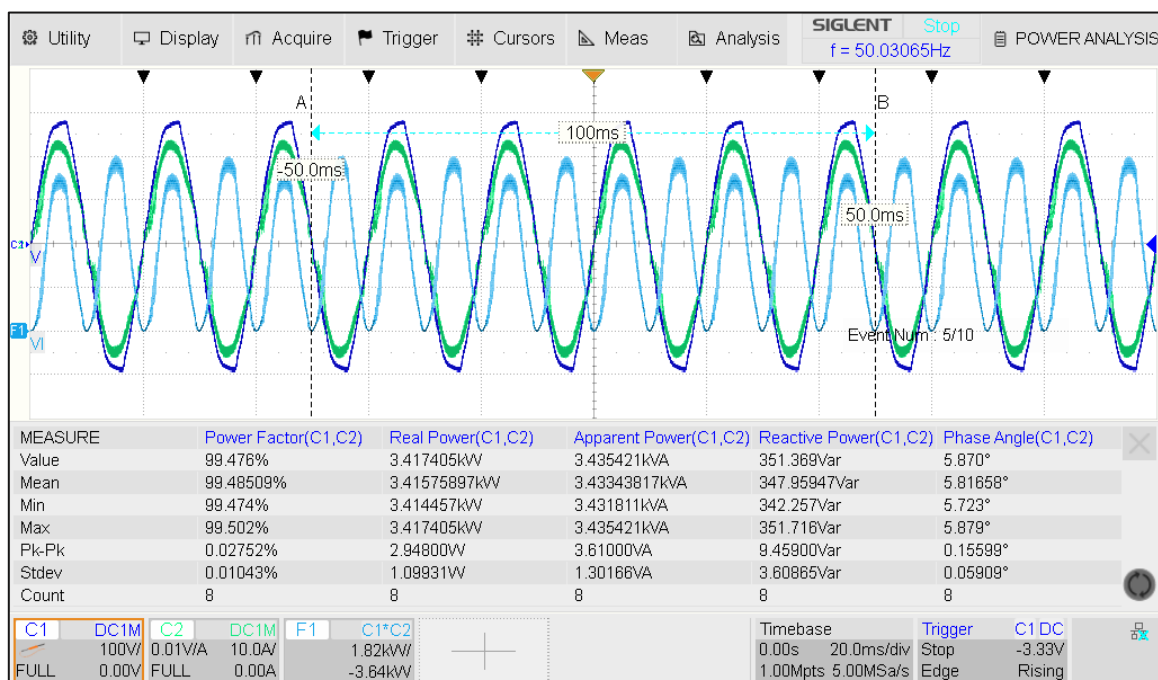 Utility Display Acquire Trigger Cursors Meas Analysis SIGLENT Stop
f = 50.03065Hz POWER ANALYSIS
A B
100ms
-50.0ms
50.0ms
C1
V
F1
VI
Event Num : 5/10
MEASURE Power Factor(C1,C2) Real Power(C1,C2) Apparent Power(C1,C2) Reactive Power(C1,C2) Phase Angle(C1,C2)
Value 99.476% 3.417405kW 3.435421kVA 351.369Var 5.870°
Mean 99.48509% 3.41575897kW 3.43343817kVA 347.95947Var 5.81658°
Min 99.474% 3.414457kW 3.431811kVA 342.257Var 5.723°
Max 99.502% 3.417405kW 3.435421kVA 351.716Var 5.879°
Pk-Pk 0.02752% 2.94800W 3.61000VA 9.45900Var 0.15599°
Stdev 0.01043% 1.09931W 1.30166VA 3.60865Var 0.05909°
Count 8 8 8 8 8
C1 DC1M C2 DC1M F1 C1*C2 Timebase Trigger C1 DC
100V/ 0.01V/A 10.0A/ 1.82kW/ 0.00s 20.0ms/div Stop -3.33V
FULL 0.00V FULL 0.00A -3.64kW 1.00Mpts 5.00MSa/s Edge Rising